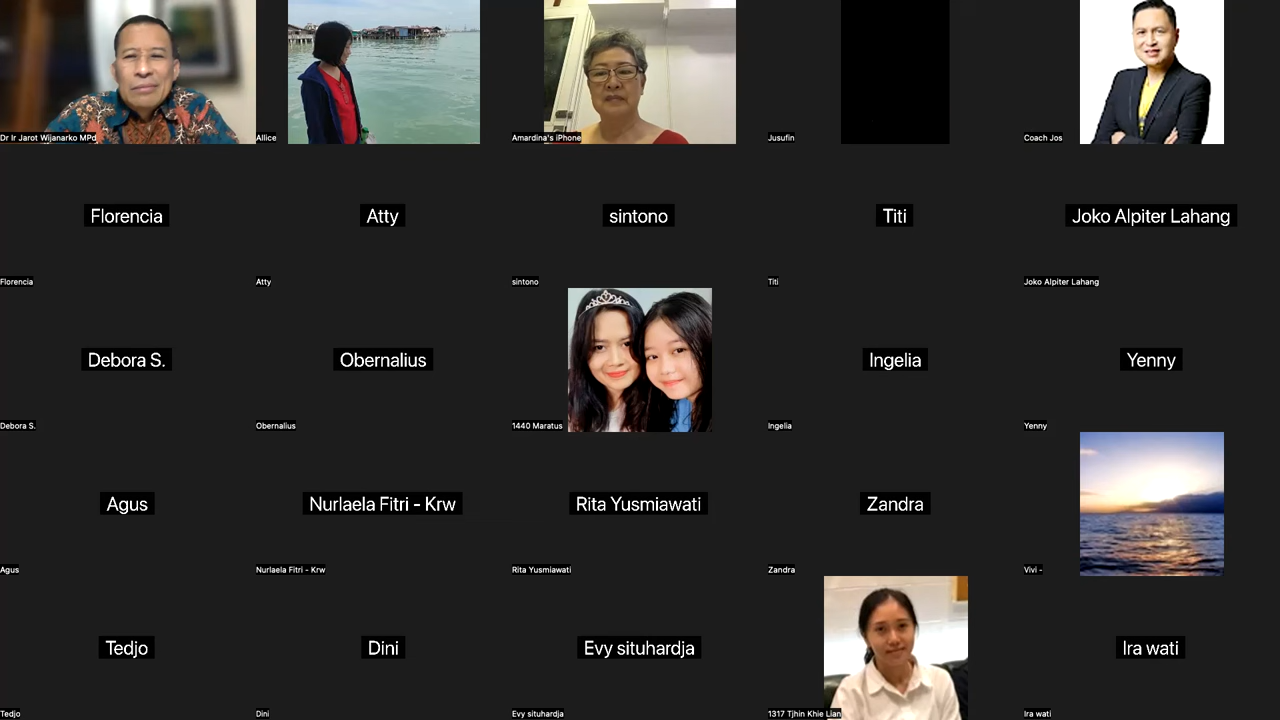 Dr Ir Jarot Wijanarko MPd
Allice
Amardina's iPhone
Jusufin
Coach Jos
Florencia
Atty
sintono
Titi
Joko Alpiter Lahang
Florencia
Atty
sintono
Titi
Joko Alpiter Lahang
Debora S.
Obernalius
Ingelia
Yenny
Debora S.
Obernalius
1440 Maratus
Ingelia
Yenny
Agus
Nurlaela Fitri - Krw
Rita Yusmiawati
Zandra
Agus
Nurlaela Fitri - Krw
Rita Yusmiawati
Zandra
Vivi -
Tedjo
Dini
Evy situhardja
Ira wati
Tedjo
Dini
Evy situhardja
1317 Tjhin Khie Lian
Ira wati